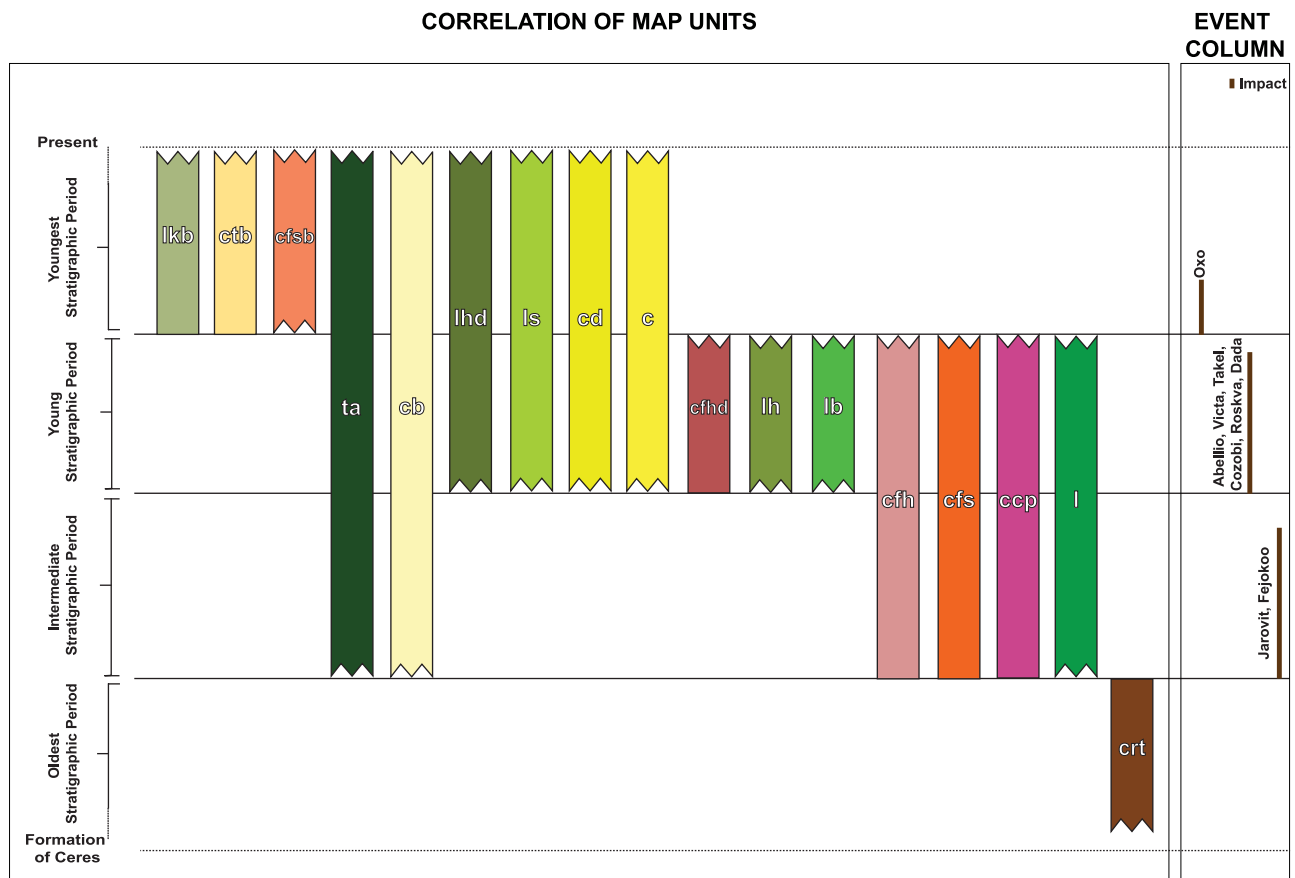 CORRELATION OF MAP UNITS
EVENT
COLUMN
Impact
Present
Youngest
Stratigraphic Period
Young
Stratigraphic Period
Intermediate
Stratigraphic Period
Oldest
Stratigraphic Period
Formation
of Ceres
lkb
ctb
cfsb
ta
cb
lhd
ls
cd
c
cfhd
lh
lb
cfh
cfs
ccp
l
crt
Oxo
Abellio, Victa, Takel,
Cozobi, Roskva, Dada
Jarovit, Fejokoo